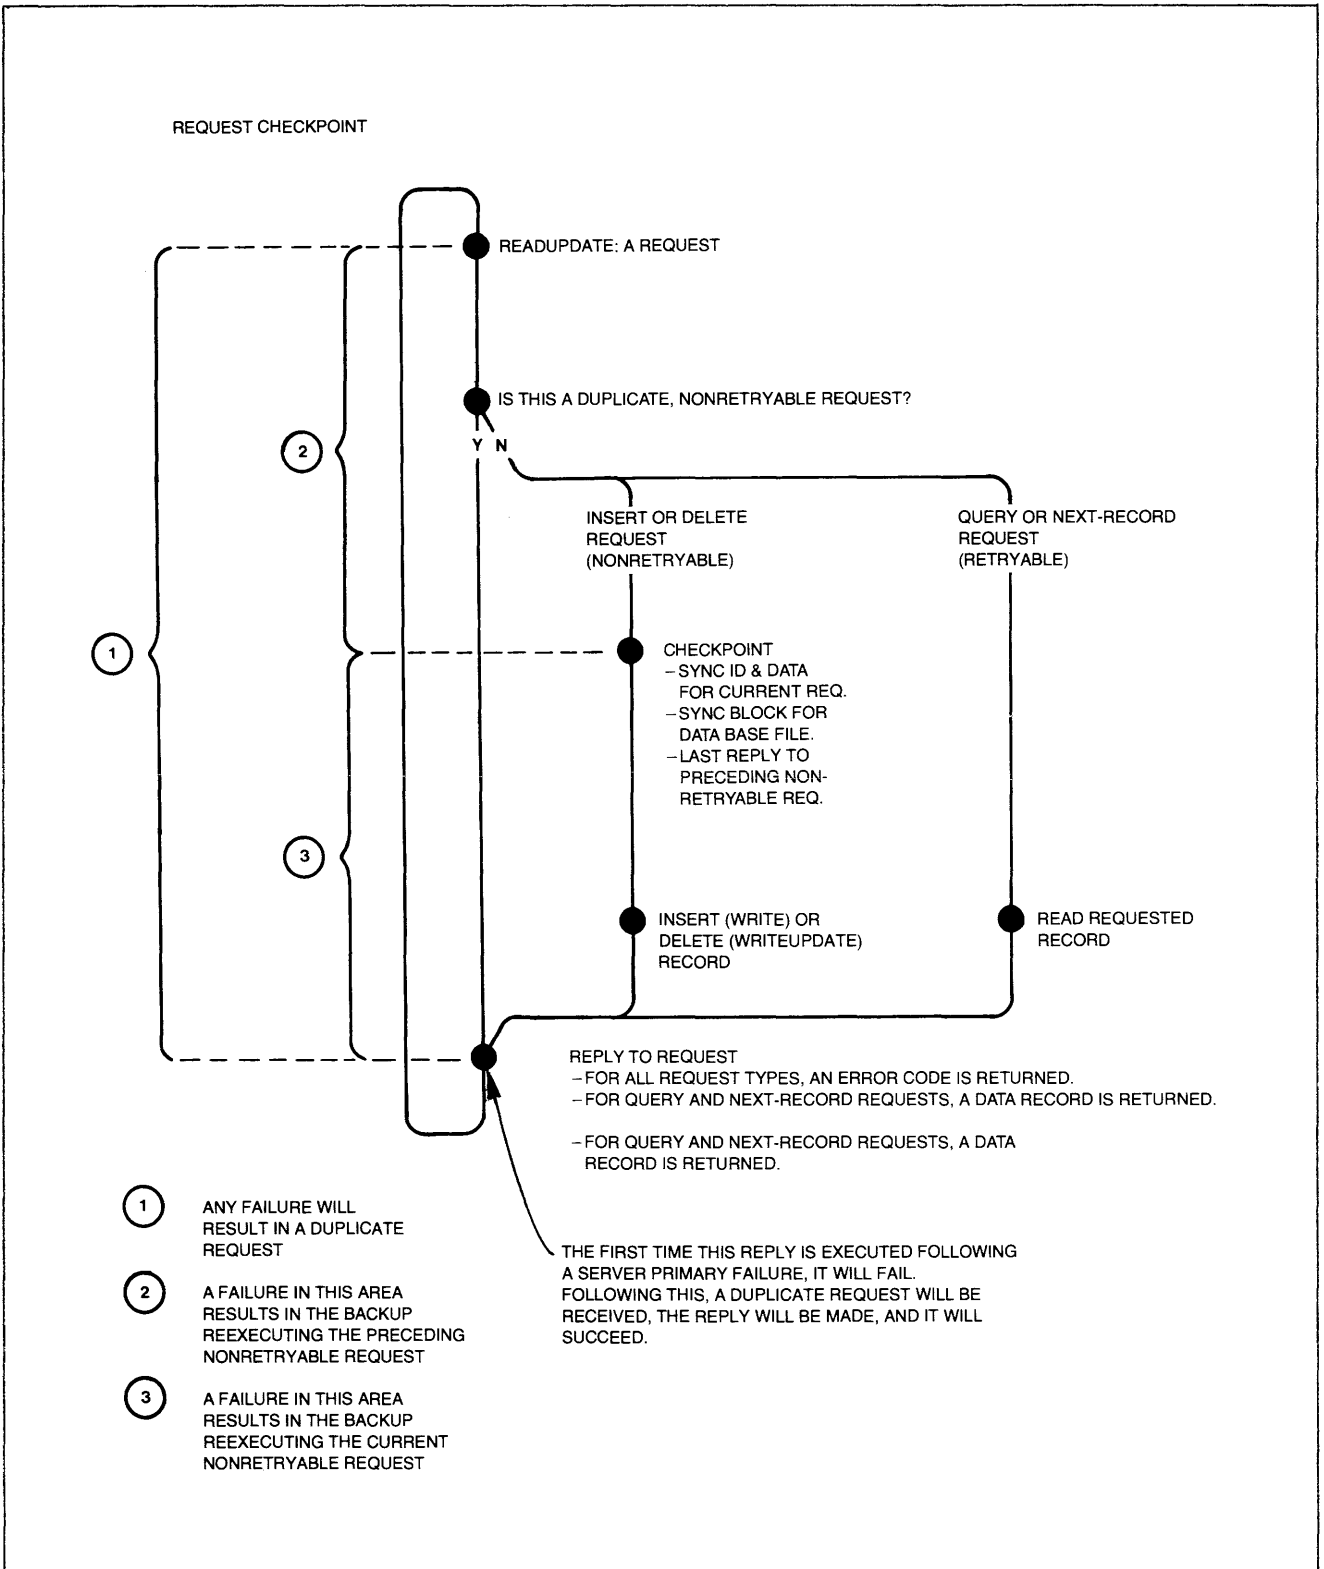 REQUEST CHECKPOINT
READUPDATE: A REQUEST
IS THIS A DUPLICATE, NONRETRYABLE REQUEST?
Y N
2
INSERT OR DELETE
REQUEST
(NONRETRYABLE)
QUERY OR NEXT-RECORD
REQUEST
(RETRYABLE)
1
CHECKPOINT
–SYNC ID & DATA
FOR CURRENT REQ.
–SYNC BLOCK FOR
DATA BASE FILE.
–LAST REPLY TO
PRECEDING NON-
RETRYABLE REQ.
3
INSERT (WRITE) OR
DELETE (WRITEUPDATE)
RECORD
READ REQUESTED
RECORD
REPLY TO REQUEST
–FOR ALL REQUEST TYPES, AN ERROR CODE IS RETURNED.
–FOR QUERY AND NEXT-RECORD REQUESTS, A DATA RECORD IS RETURNED.
–FOR QUERY AND NEXT-RECORD REQUESTS, A DATA
RECORD IS RETURNED.
1
ANY FAILURE WILL
RESULT IN A DUPLICATE
REQUEST
THE FIRST TIME THIS REPLY IS EXECUTED FOLLOWING
A SERVER PRIMARY FAILURE, IT WILL FAIL.
FOLLOWING THIS, A DUPLICATE REQUEST WILL BE
RECEIVED, THE REPLY WILL BE MADE, AND IT WILL
SUCCEED.
2
A FAILURE IN THIS AREA
RESULTS IN THE BACKUP
REEXECUTING THE PRECEDING
NONRETRYABLE REQUEST
3
A FAILURE IN THIS AREA
RESULTS IN THE BACKUP
REEXECUTING THE CURRENT
NONRETRYABLE REQUEST